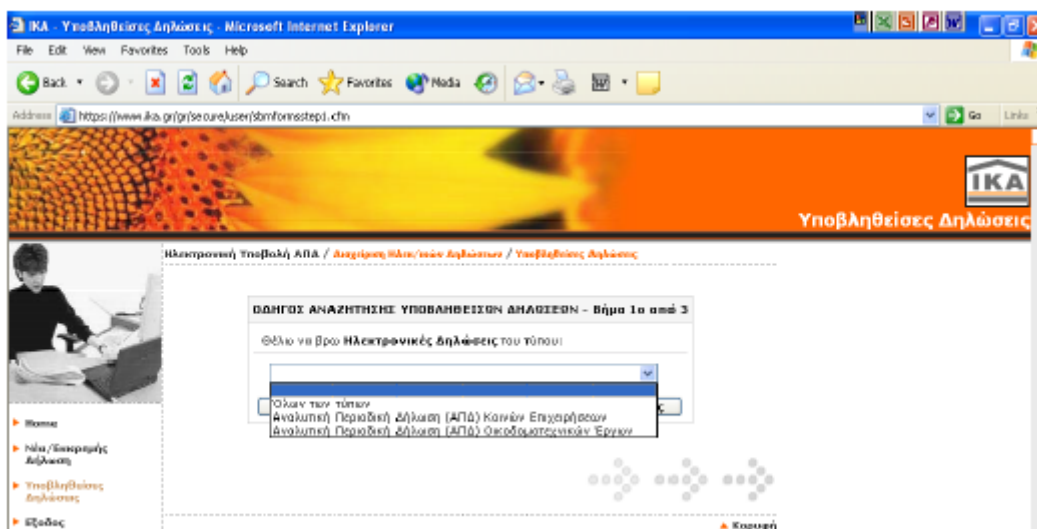 IKA - Υποβληθείσες Δηλώσεις - Microsoft Internet Explorer
File Edit View Favorites Tools Help
Back Search Favorites Media
Address https://www.ika.gr/gr/secure/user/sbmformsstep1.cfm Go Links
IKA
Υποβληθείσες Δηλώσεις
Ηλεκτρονική Υποβολή ΑΠΔ / Διαχείριση Ηλεκ/κών Δηλώσεων / Υποβληθείσες Δηλώσεις
ΟΔΗΓΟΣ ΑΝΑΖΗΤΗΣΗΣ ΥΠΟΒΛΗΘΕΙΣΩΝ ΔΗΛΩΣΕΩΝ - Βήμα 1ο από 3
Θέλω να βρω Ηλεκτρονικές Δηλώσεις του τύπου:
Όλων των τύπων
Αναλυτική Περιοδική Δήλωση (ΑΠΔ) Κοινών Επιχειρήσεων
Αναλυτική Περιοδική Δήλωση (ΑΠΔ) Οικοδομοτεχνικών Έργων
Home
Νέα/Εκκρεμής
Δήλωση
Υποβληθείσες
Δηλώσεις
Έξοδος
Κορυφή